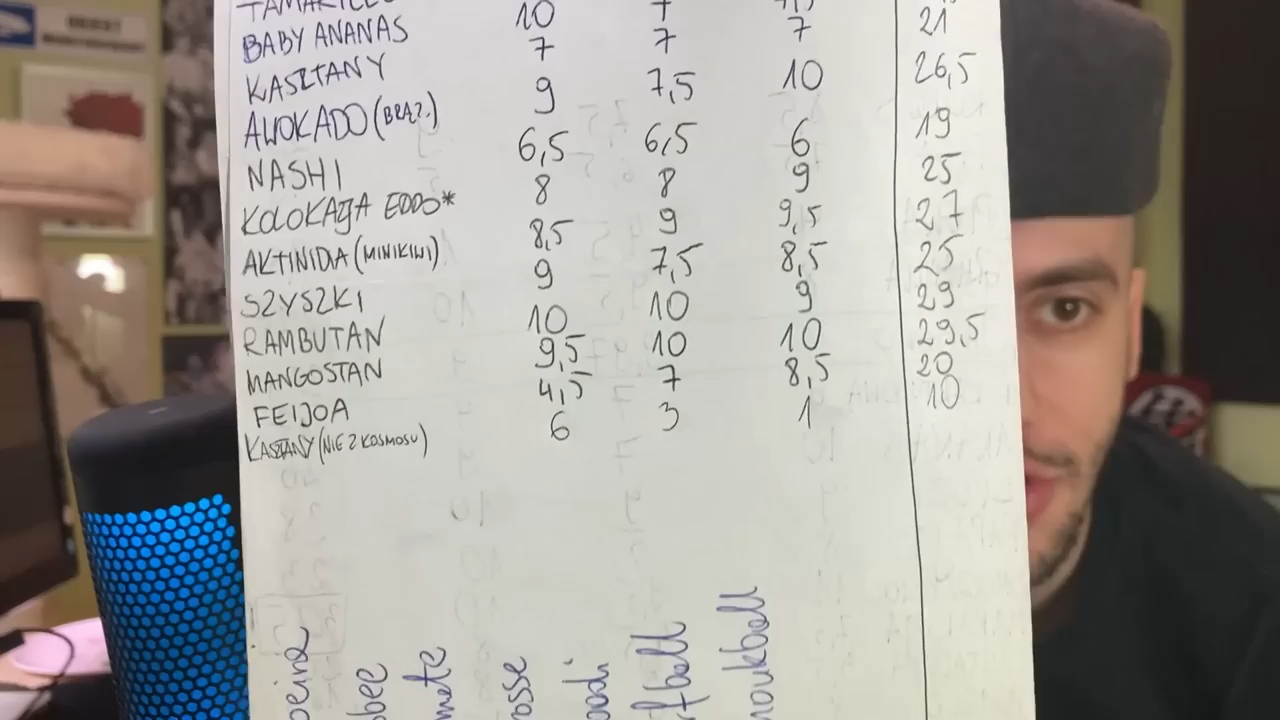 BABY ANANAS 10 7
KASZTANY 7 7 7 21
AWOKADO (BRAZ.) 9 7,5 10 26,5
NASHI 6,5 6,5 6 19
KOLOKAZJA EDDO* 8 8 9 25
AKTINIDIA (MINIKIWI) 8,5 9 9,5 27
SZYSZKI 9 7,5 8,5 25
RAMBUTAN 10 10 9 29
MANGOSTAN 9,5 10 10 29,5
FEIJOA 4,5 7 8,5 20
KASZTANY (NIE Z KOSMOSU) 6 3 1 10